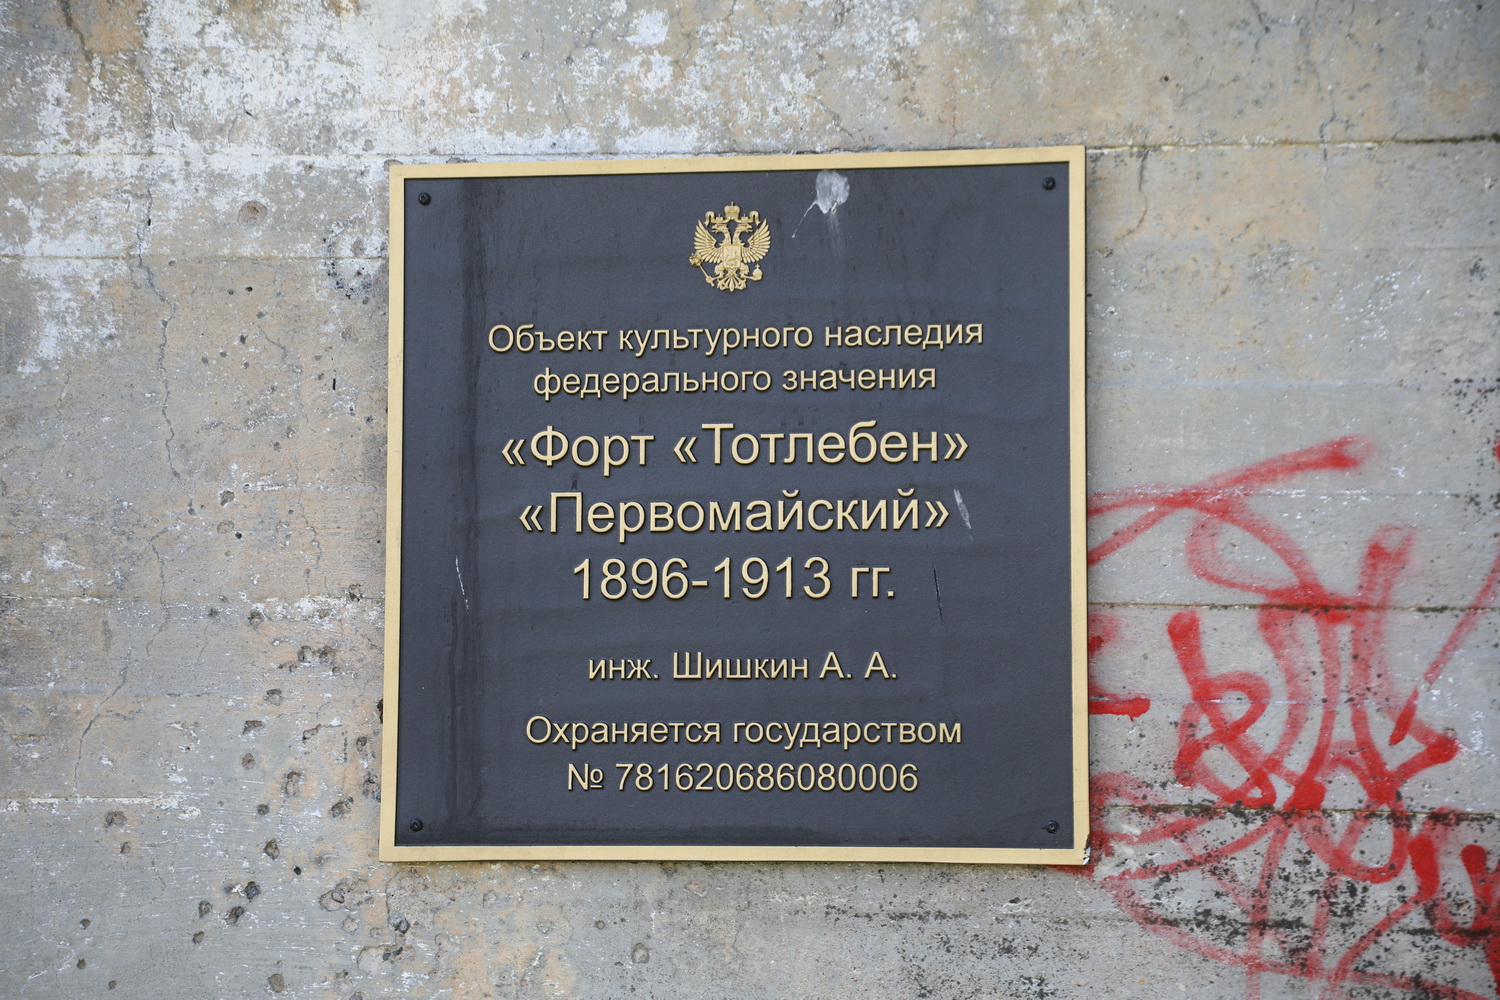 Объект культурного наследия
федерального значения
«Форт «Тотлебен»
«Первомайский»
1896-1913 гг.
инж. Шишкин А. А.
Охраняется государством
№ 781620686080006